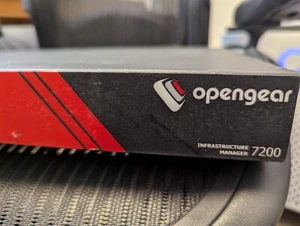 opengear
INFRASTRUCTURE
MANAGER 7200